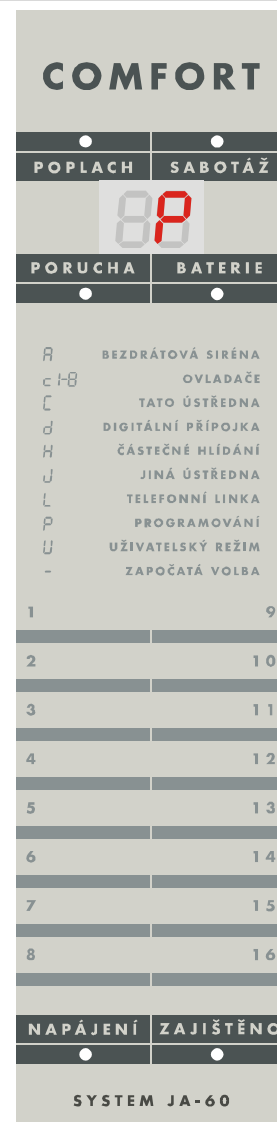 COMFORT
POPLACH SABOTÁŽ
P
PORUCHA BATERIE
A BEZDRÁTOVÁ SIRÉNA
c1-8 OVLADAČE
C TATO ÚSTŘEDNA
d DIGITÁLNÍ PŘÍPOJKA
H ČÁSTEČNÉ HLÍDÁNÍ
J JINÁ ÚSTŘEDNA
L TELEFONNÍ LINKA
P PROGRAMOVÁNÍ
U UŽIVATELSKÝ REŽIM
- ZAPOČATÁ VOLBA
1 9
2 10
3 11
4 12
5 13
6 14
7 15
8 16
NAPÁJENÍ ZAJIŠTĚNO
SYSTEM JA-60